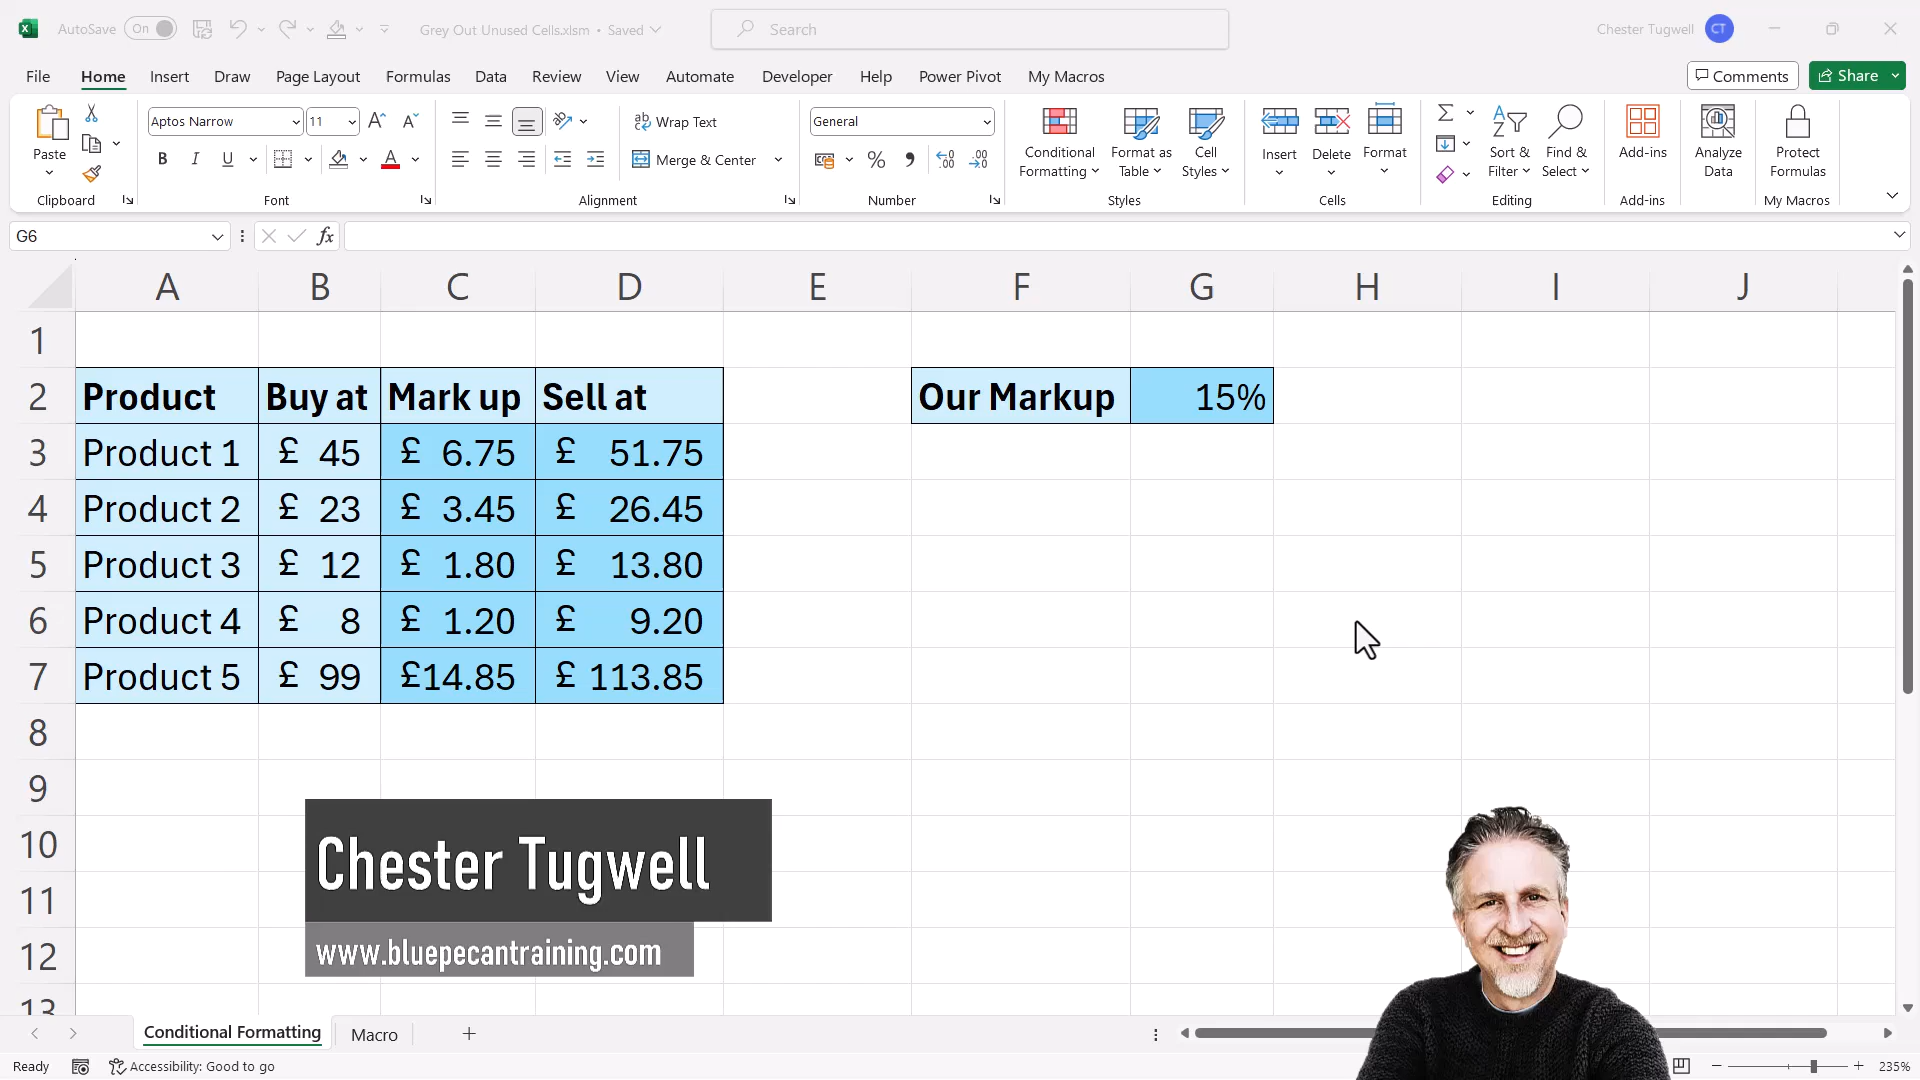 AutoSave On Grey Out Unused Cells.xlsm • Saved Search Chester Tugwell CT
File Home Insert Draw Page Layout Formulas Data Review View Automate Developer Help Power Pivot My Macros Comments Share
Paste Aptos Narrow 11 Wrap Text General Conditional Formatting Format as Table Cell Styles Insert Delete Format Sort & Filter Find & Select Add-ins Analyze Data Protect Formulas
B I U A Merge & Center %
Clipboard Font Alignment Number Styles Cells Editing Add-ins My Macros
G6 fx
A B C D E F G H I J
1
2 Product Buy at Mark up Sell at Our Markup 15%
3 Product 1 £ 45 £ 6.75 £ 51.75
4 Product 2 £ 23 £ 3.45 £ 26.45
5 Product 3 £ 12 £ 1.80 £ 13.80
6 Product 4 £ 8 £ 1.20 £ 9.20
7 Product 5 £ 99 £14.85 £ 113.85
8
9
10
11
12
13
Chester Tugwell
www.bluepecantraining.com
Conditional Formatting Macro
Ready Accessibility: Good to go 235%